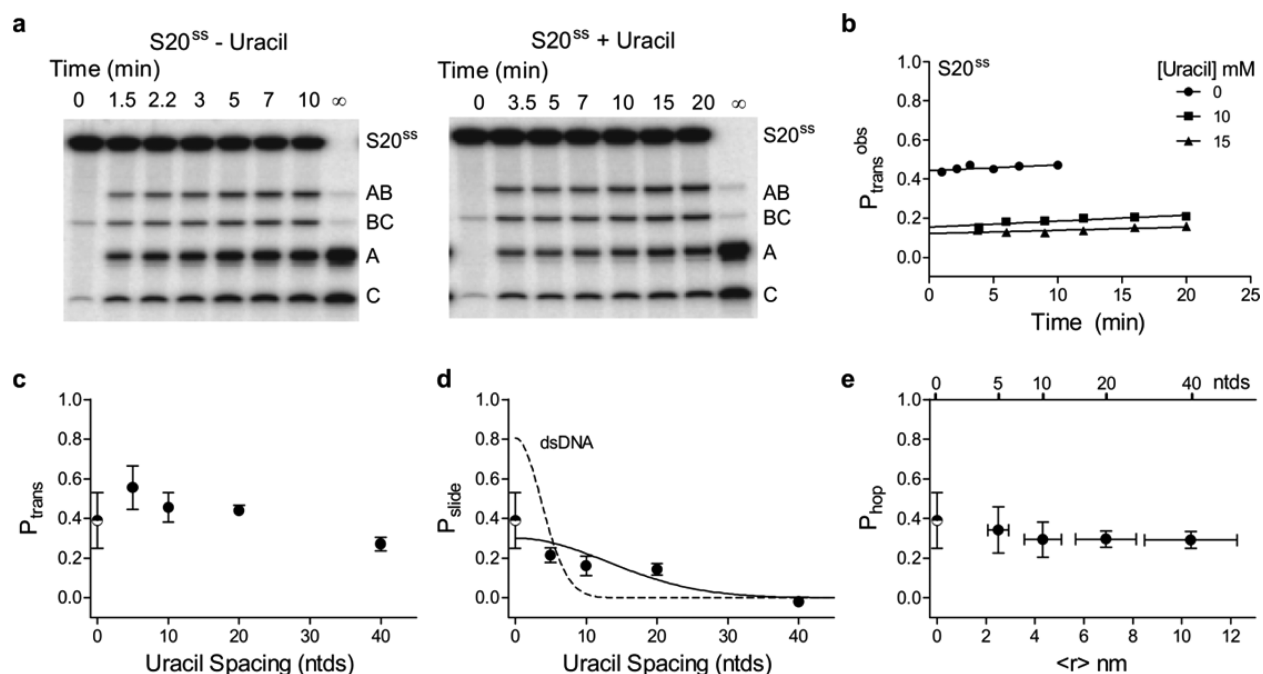 a
S20ss - Uracil
Time (min)
0 1.5 2.2 3 5 7 10 ∞
S20ss
AB
BC
A
C
S20ss + Uracil
Time (min)
0 3.5 5 7 10 15 20 ∞
S20ss
AB
BC
A
C
b
S20ss
[Uracil] mM
0
10
15
1.0
0.8
0.6
0.4
0.2
0.0
Ptrans obs
0 5 10 15 20 25
Time (min)
c
1.0
0.8
0.6
0.4
0.2
0.0
Ptrans
0 10 20 30 40
Uracil Spacing (ntds)
d
dsDNA
1.0
0.8
0.6
0.4
0.2
0.0
Pslide
0 10 20 30 40
Uracil Spacing (ntds)
e
0 5 10 20 40 ntds
1.0
0.8
0.6
0.4
0.2
0.0
Phop
0 2 4 6 8 10 12
<r> nm